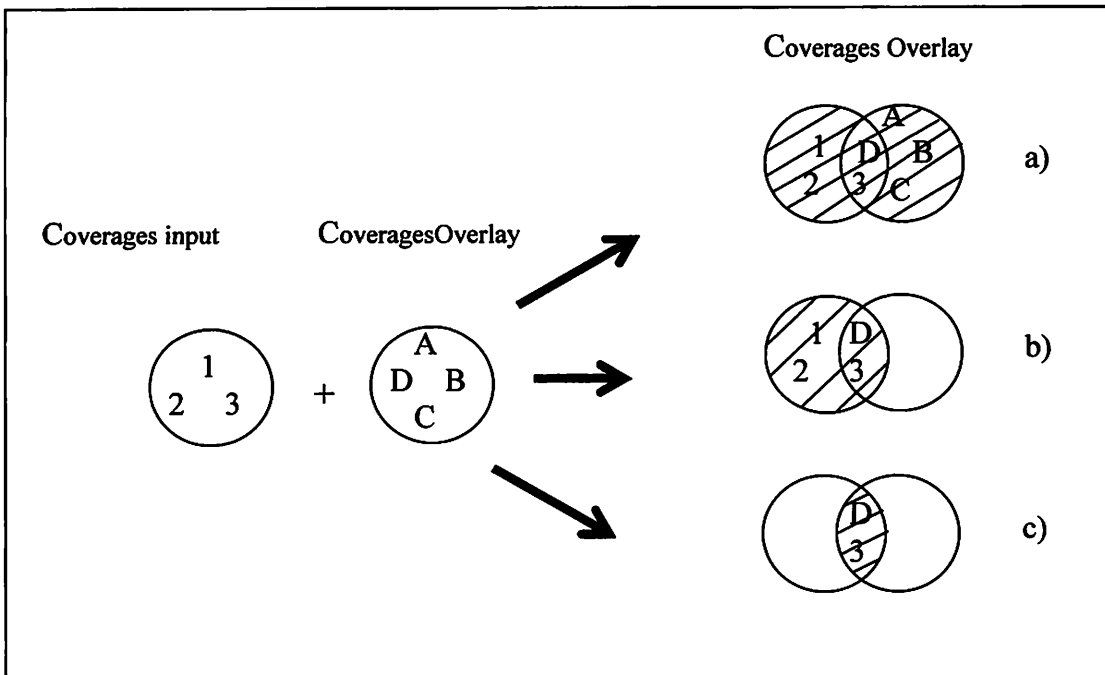 Coverages Overlay
A
1 D B a)
2 3 C
Coverages input CoveragesOverlay
1 D b)
2 3
1
2 3
+
A
D B
C
D c)
3